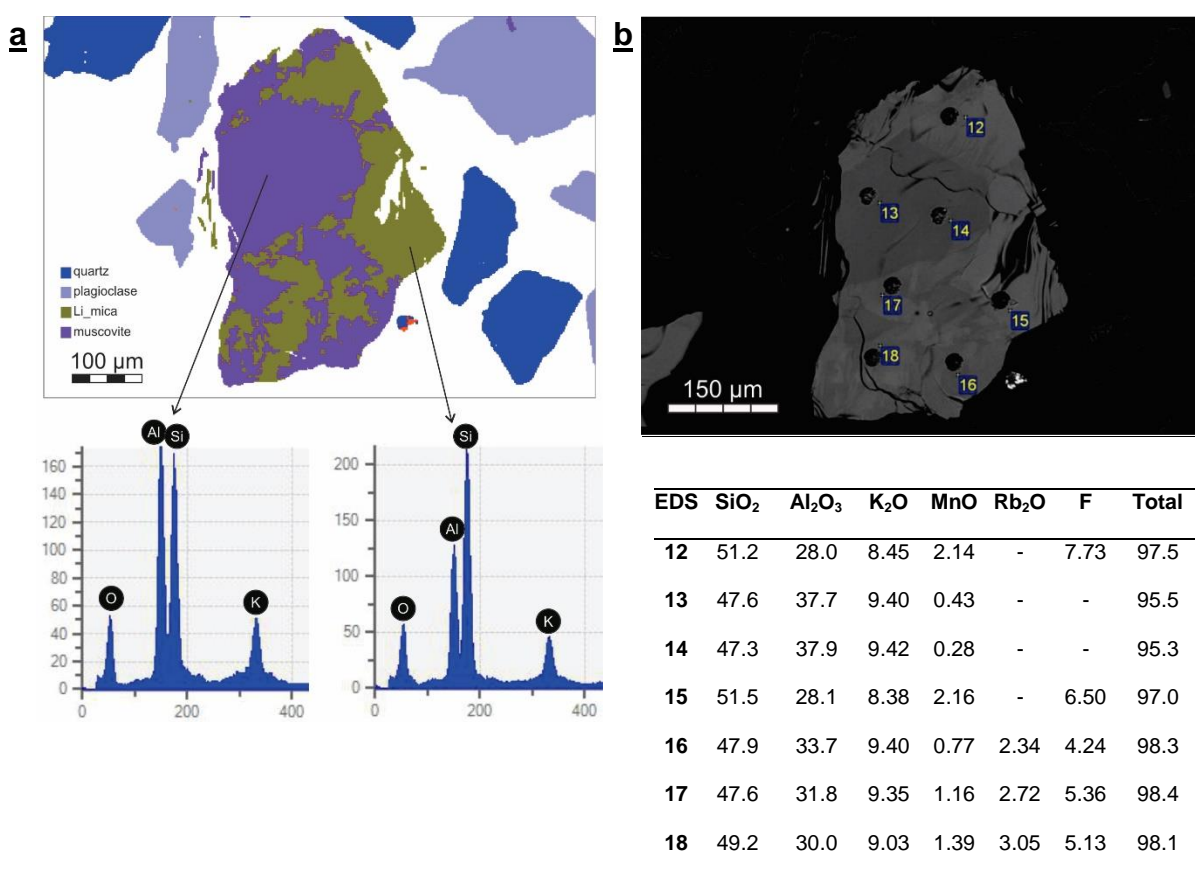 a
quartz
plagioclase
Li_mica
muscovite
100 µm
Al Si
O
K
160
140
120
100
80
60
40
20
0
0 200 400
Si
Al
O
K
200
150
100
50
0
0 200 400
b
12
13
14
17
15
18
16
150 µm
EDS SiO₂ Al₂O₃ K₂O MnO Rb₂O F Total
12 51.2 28.0 8.45 2.14 - 7.73 97.5
13 47.6 37.7 9.40 0.43 - - 95.5
14 47.3 37.9 9.42 0.28 - - 95.3
15 51.5 28.1 8.38 2.16 - 6.50 97.0
16 47.9 33.7 9.40 0.77 2.34 4.24 98.3
17 47.6 31.8 9.35 1.16 2.72 5.36 98.4
18 49.2 30.0 9.03 1.39 3.05 5.13 98.1